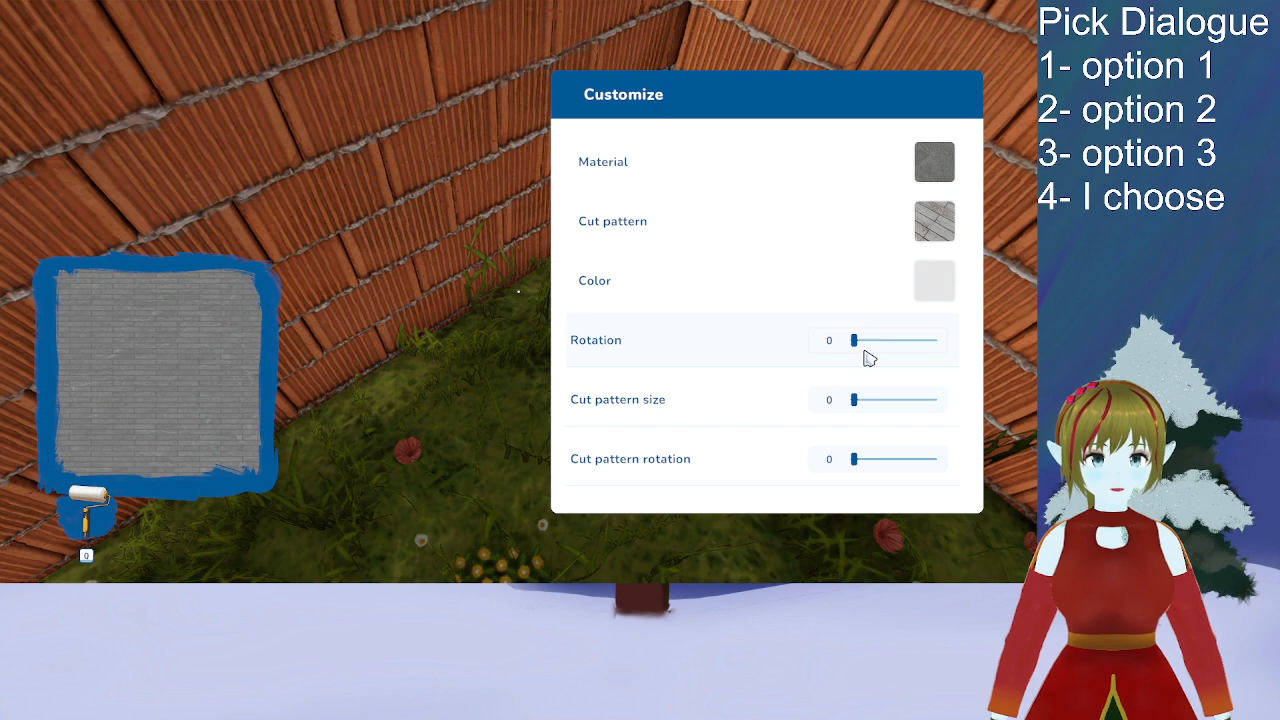 Customize
Material
Cut pattern
Color
Rotation 0
Cut pattern size 0
Cut pattern rotation 0
Q
Pick Dialogue
1- option 1
2- option 2
3- option 3
4- I choose